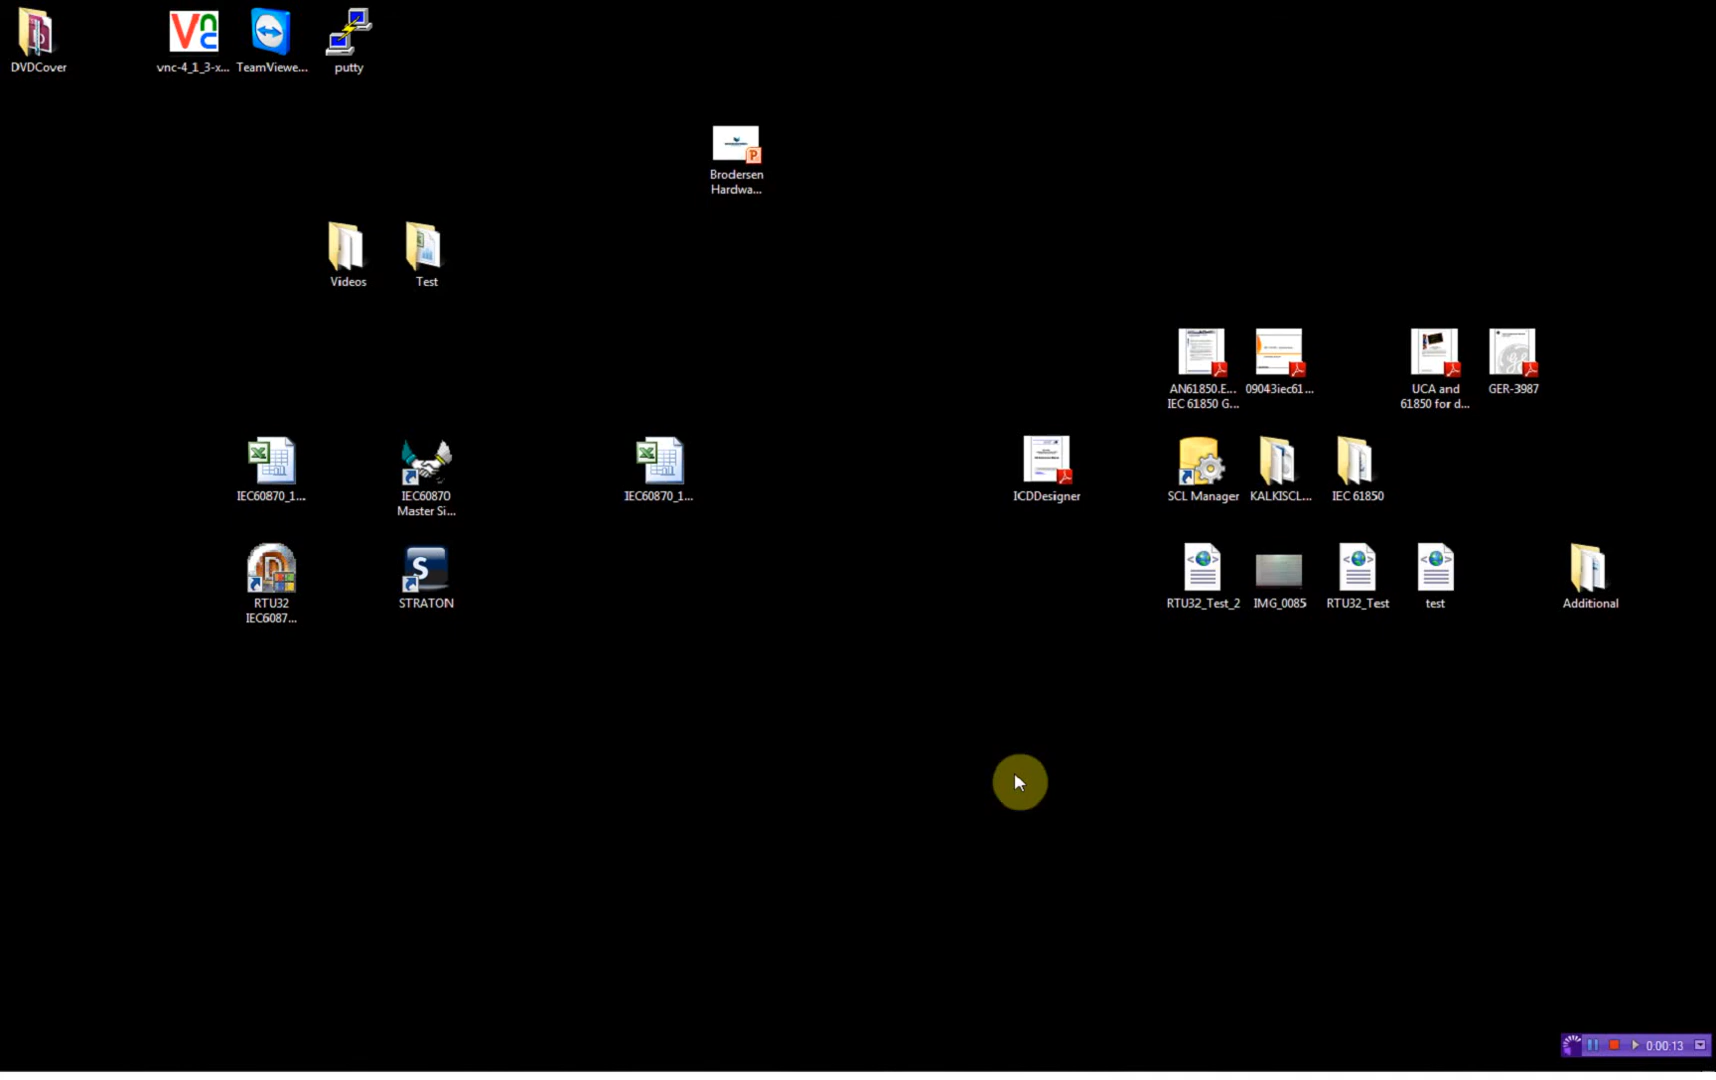 DVDCover
vnc-4_1_3-x...
TeamViewe...
putty
Brodersen
Hardwa...
Videos
Test
AN61850.E...
IEC 61850 G...
09043iec61...
UCA and
61850 for d...
GER-3987
IEC60870_1...
IEC60870
Master Si...
IEC60870_1...
ICDDesigner
SCL Manager
KALKISCL...
IEC 61850
RTU32
IEC6087...
STRATON
RTU32_Test_2
IMG_0085
RTU32_Test
test
Additional
0:00:13